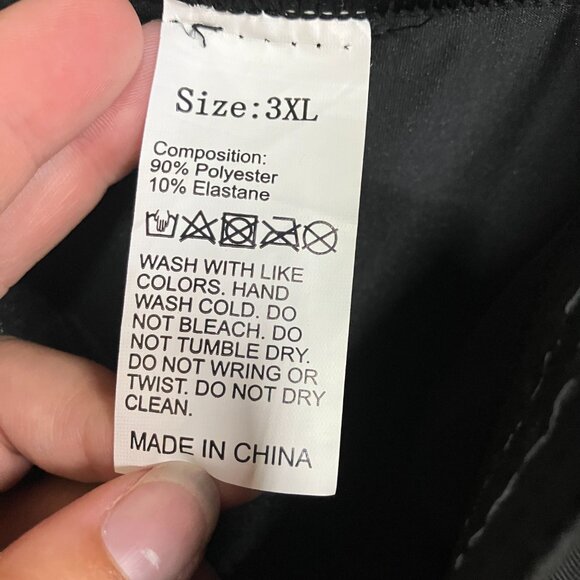 Size:3XL
Composition:
90% Polyester
10% Elastane
WASH WITH LIKE
COLORS. HAND
WASH COLD. DO
NOT BLEACH. DO
NOT TUMBLE DRY.
DO NOT WRING OR
TWIST. DO NOT DRY
CLEAN.
MADE IN CHINA